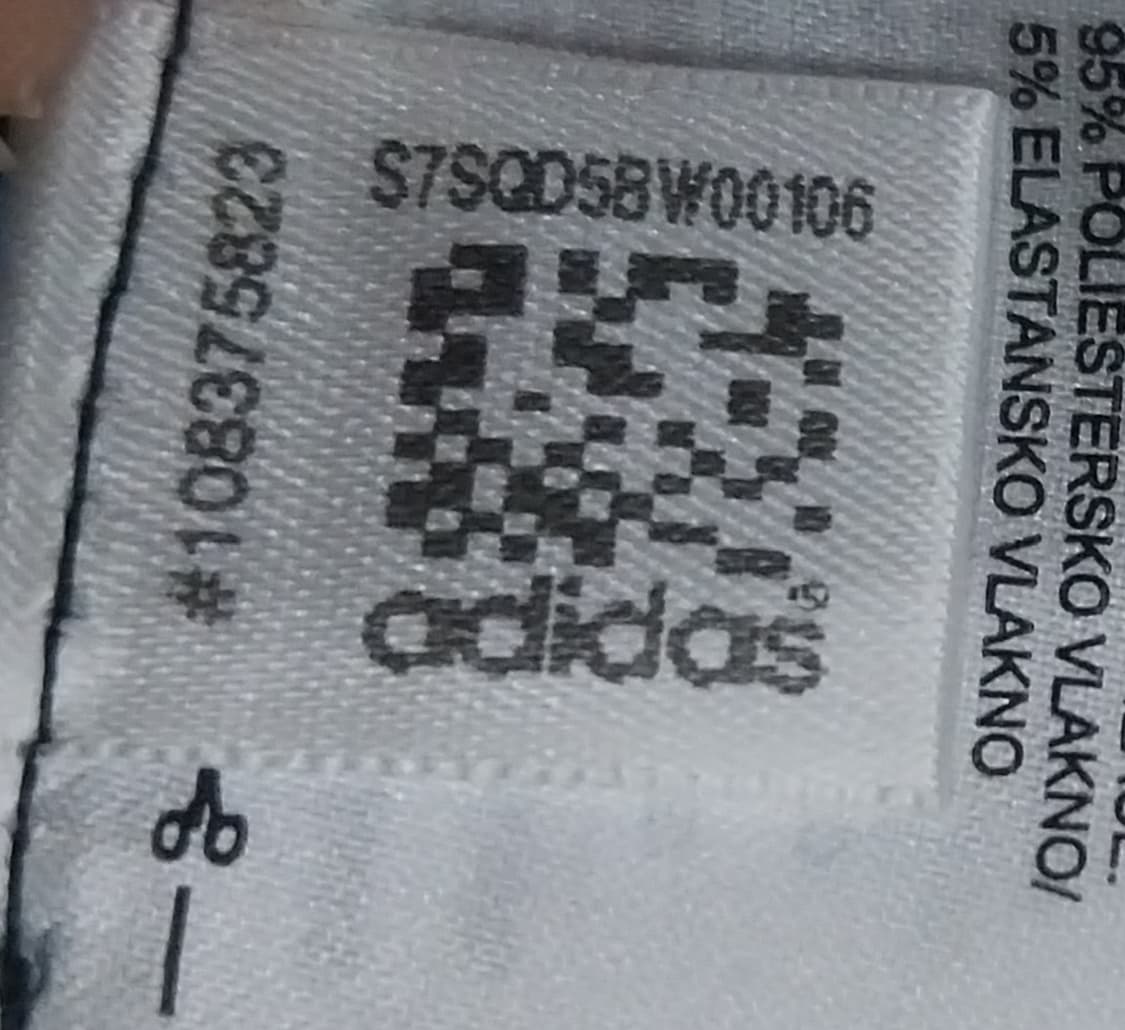 S7SQD5BW00106
#108375823
adidas®
95% POLIESTERSKO VLAKNO/
5% ELASTANSKO VLAKNO